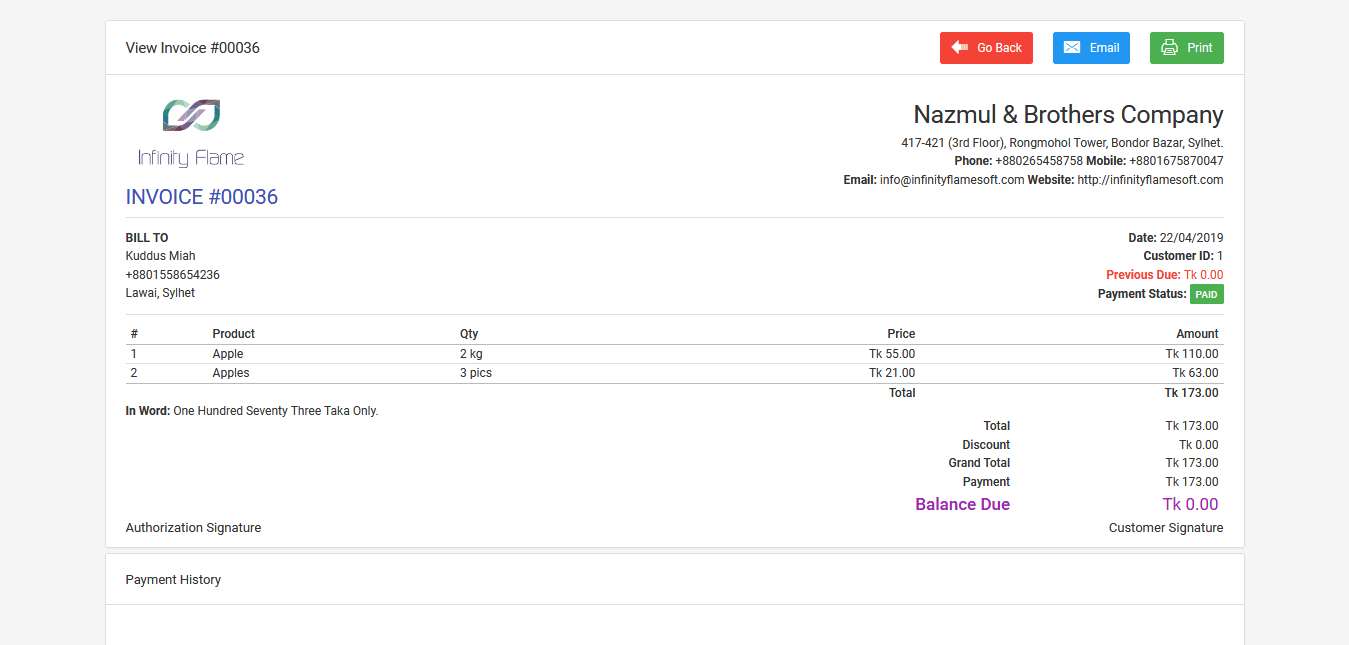 View Invoice #00036
Go Back
Email
Print
Infinity Flame
INVOICE #00036
Nazmul & Brothers Company
417-421 (3rd Floor), Rongmohol Tower, Bondor Bazar, Sylhet.
Phone: +880265458758 Mobile: +8801675870047
Email: info@infinityflamesoft.com Website: http://infinityflamesoft.com
BILL TO
Kuddus Miah
+8801558654236
Lawai, Sylhet
Date: 22/04/2019
Customer ID: 1
Previous Due: Tk 0.00
Payment Status: PAID
# Product Qty Price Amount
1 Apple 2 kg Tk 55.00 Tk 110.00
2 Apples 3 pics Tk 21.00 Tk 63.00
Total Tk 173.00
In Word: One Hundred Seventy Three Taka Only.
Total Tk 173.00
Discount Tk 0.00
Grand Total Tk 173.00
Payment Tk 173.00
Balance Due Tk 0.00
Authorization Signature Customer Signature
Payment History